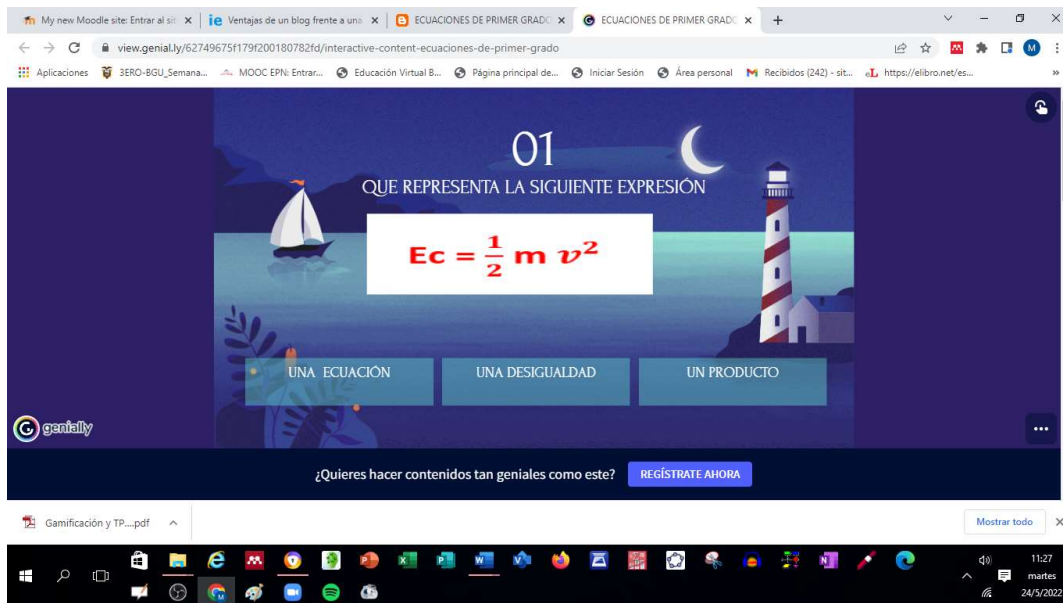 My new Moodle site: Entrar al sit
Ventajas de un blog frente a una
ECUACIONES DE PRIMER GRADO
ECUACIONES DE PRIMER GRADO
view.genial.ly/62749675f179f200180782fd/interactive-content-ecuaciones-de-primer-grado
M
Aplicaciones 3ERO-BGU_Semana... MOOC EPN: Entrar... Educación Virtual B... Página principal de... Iniciar Sesión Área personal Recibidos (242) - sit... eL https://elibro.net/es... »
01
QUE REPRESENTA LA SIGUIENTE EXPRESIÓN
Ec = 1/2 m v²
UNA ECUACIÓN UNA DESIGUALDAD UN PRODUCTO
genially
¿Quieres hacer contenidos tan geniales como este? REGÍSTRATE AHORA
Gamificación y TP....pdf Mostrar todo
11:27
martes
24/5/2022